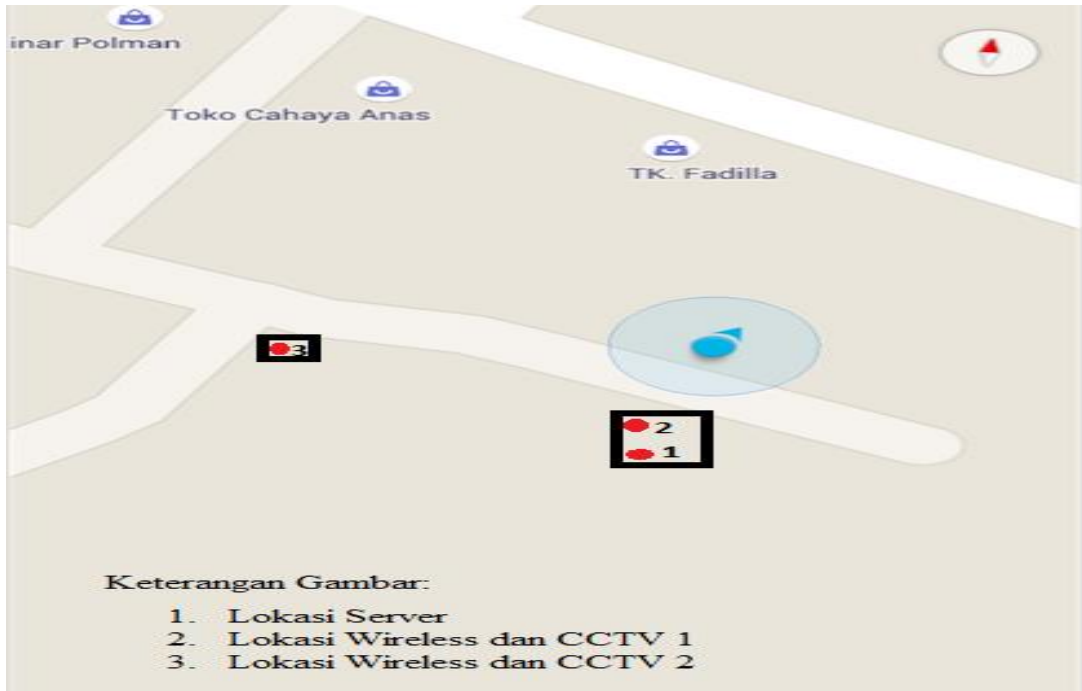 inar Polman
Toko Cahaya Anas
TK. Fadilla
3
2
1
Keterangan Gambar:
1. Lokasi Server
2. Lokasi Wireless dan CCTV 1
3. Lokasi Wireless dan CCTV 2